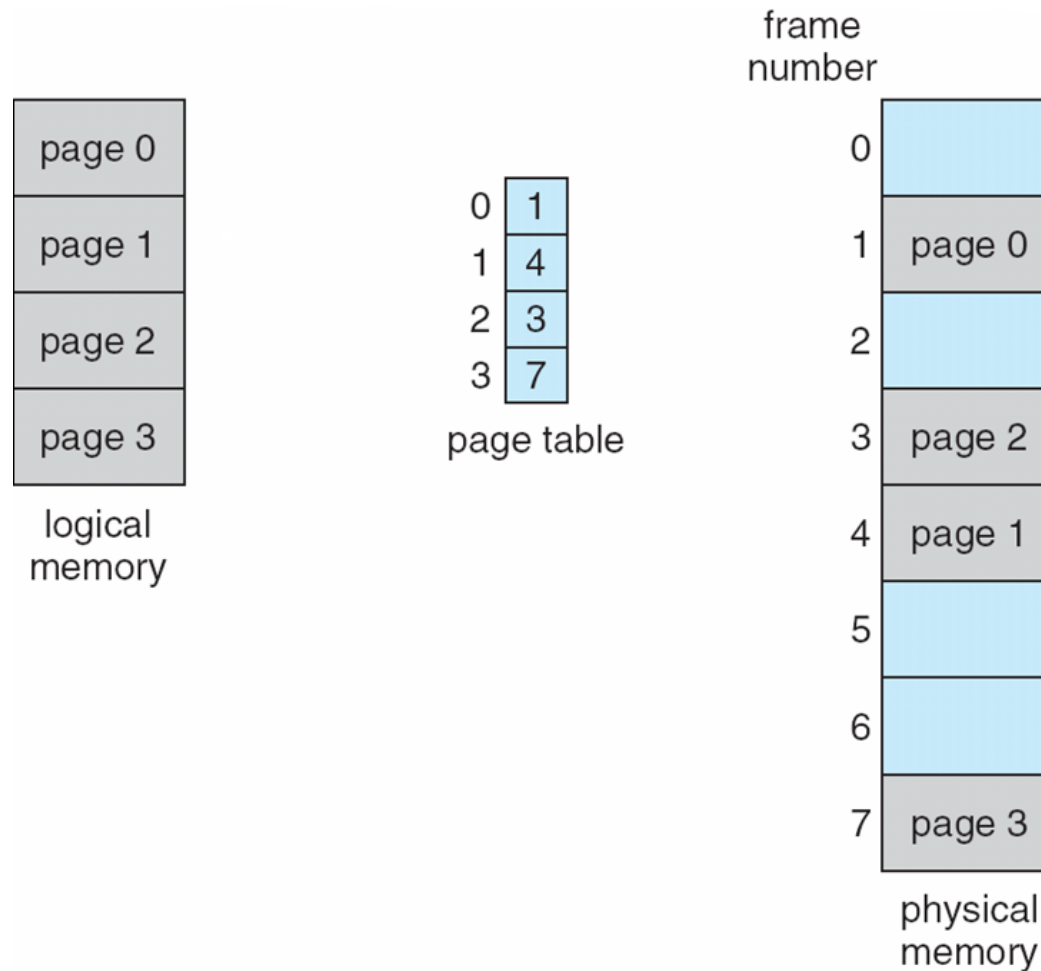 frame
number
page 0
page 1
page 2
page 3
logical
memory
0 1
1 4
2 3
3 7
page table
0
1 page 0
2
3 page 2
4 page 1
5
6
7 page 3
physical
memory